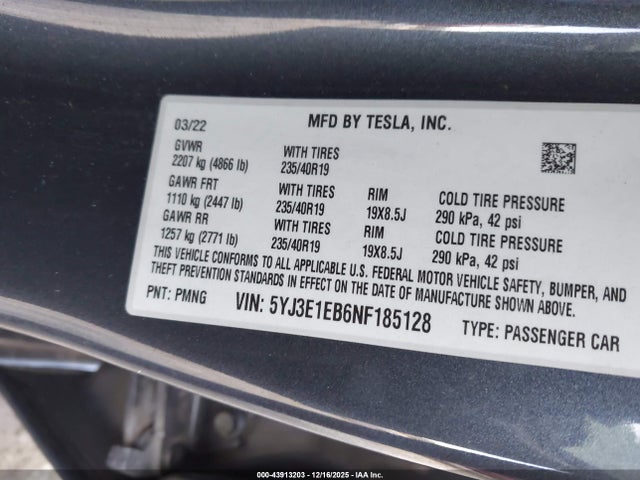 03/22 MFD BY TESLA, INC.
GVWR
2207 kg (4866 lb) WITH TIRES 235/40R19
GAWR FRT
1110 kg (2447 lb) WITH TIRES 235/40R19 RIM 19X8.5J COLD TIRE PRESSURE 290 kPa, 42 psi
GAWR RR
1257 kg (2771 lb) WITH TIRES 235/40R19 RIM 19X8.5J COLD TIRE PRESSURE 290 kPa, 42 psi
THIS VEHICLE CONFORMS TO ALL APPLICABLE U.S. FEDERAL MOTOR VEHICLE SAFETY, BUMPER, AND
THEFT PREVENTION STANDARDS IN EFFECT ON THE DATE OF MANUFACTURE SHOWN ABOVE.
PNT: PMNG VIN: 5YJ3E1EB6NF185128 TYPE: PASSENGER CAR
000-43913203 - 12/16/2025 - IAA Inc.